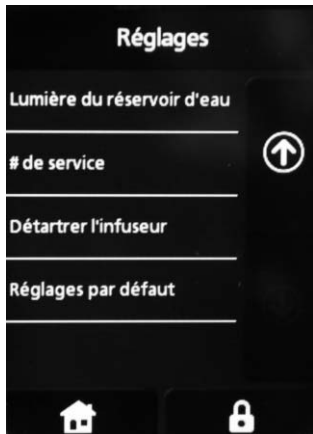 Réglages
Lumière du réservoir d'eau
# de service
Détartrer l'infuseur
Réglages par défaut